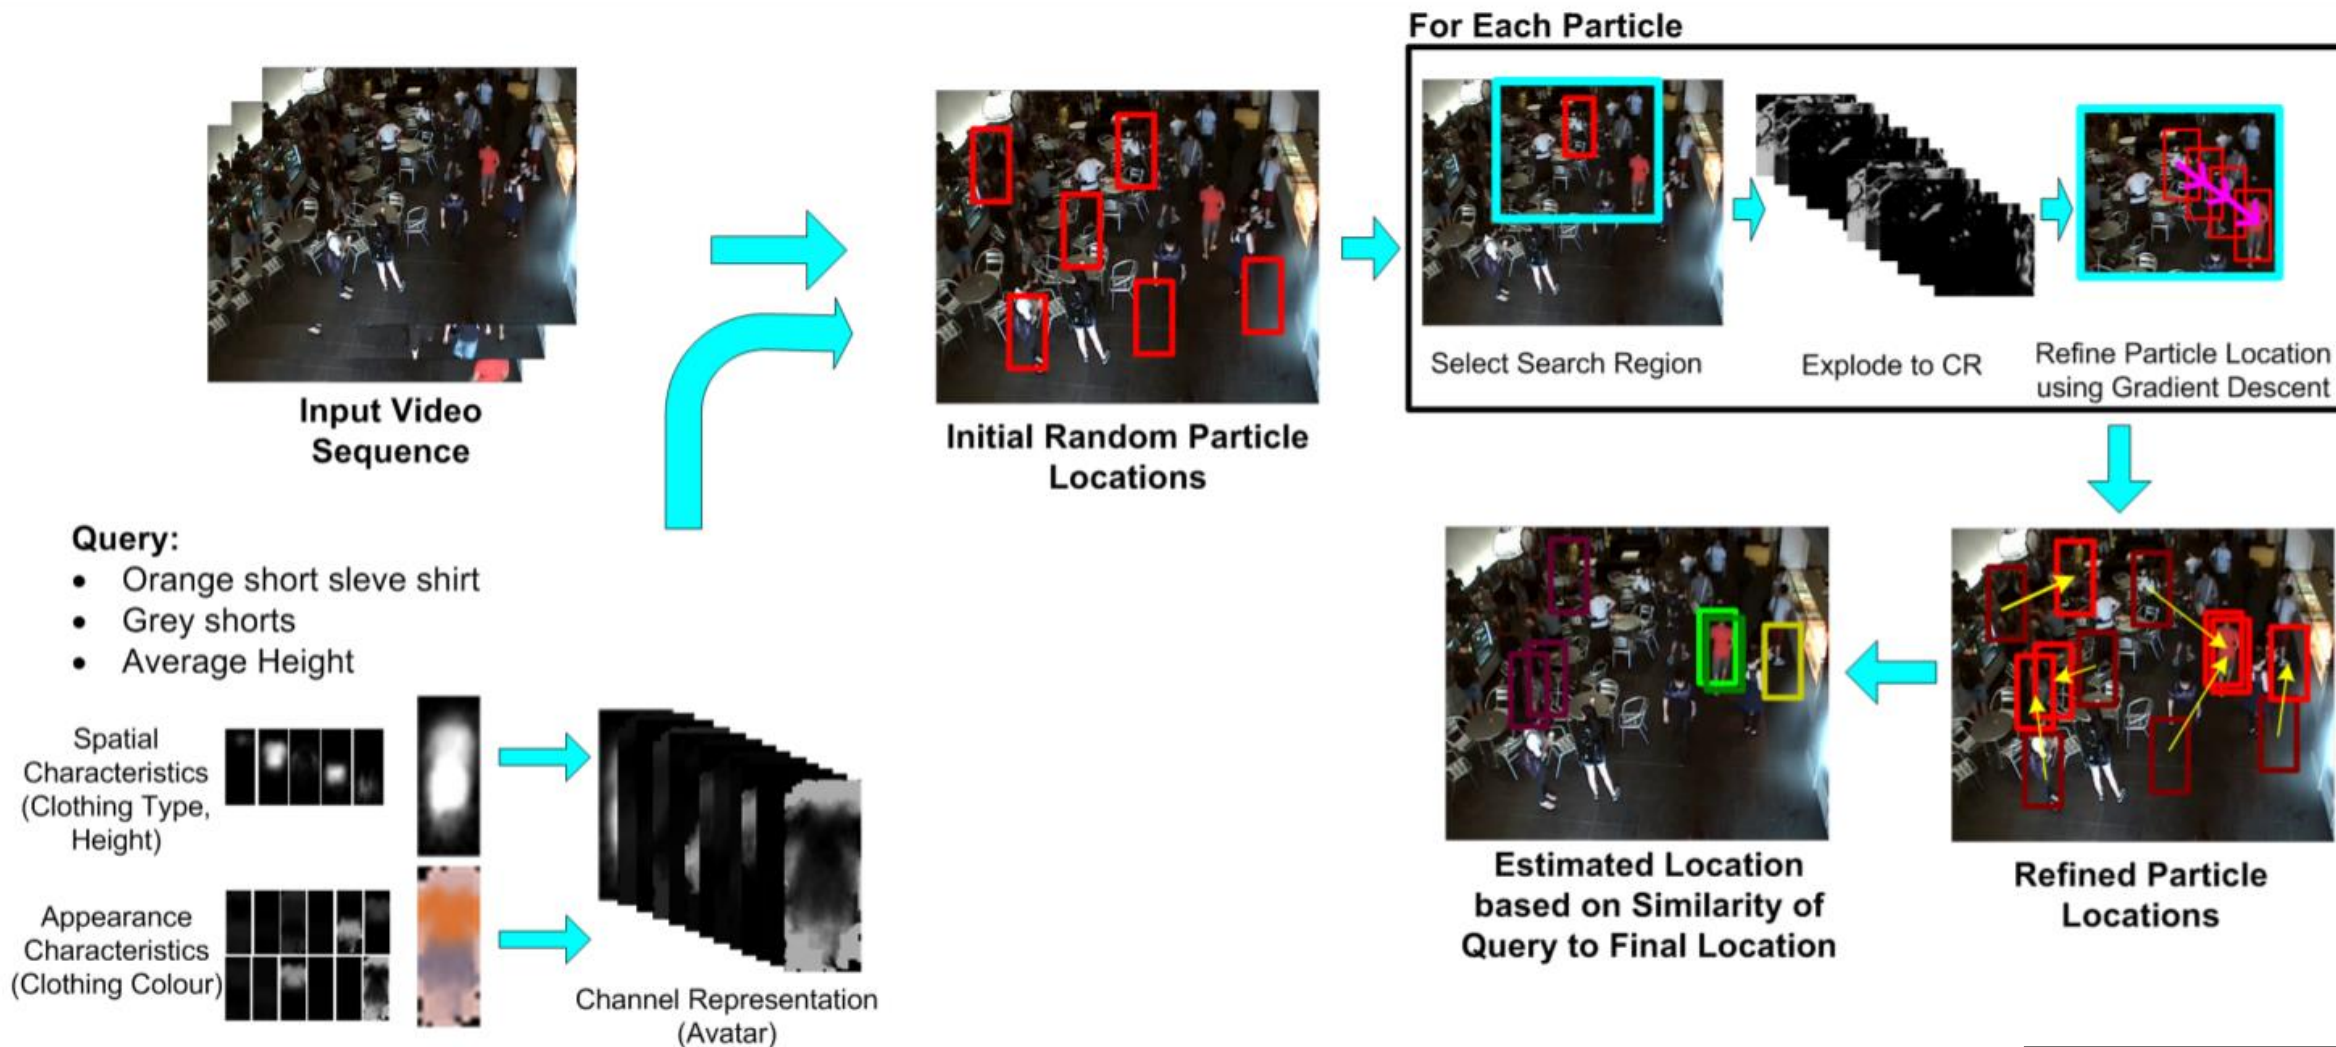 For Each Particle
Select Search Region
Explode to CR
Refine Particle Location
using Gradient Descent
Input Video
Sequence
Initial Random Particle
Locations
Query:
• Orange short sleve shirt
• Grey shorts
• Average Height
Spatial
Characteristics
(Clothing Type,
Height)
Appearance
Characteristics
(Clothing Colour)
Channel Representation
(Avatar)
Estimated Location
based on Similarity of
Query to Final Location
Refined Particle
Locations